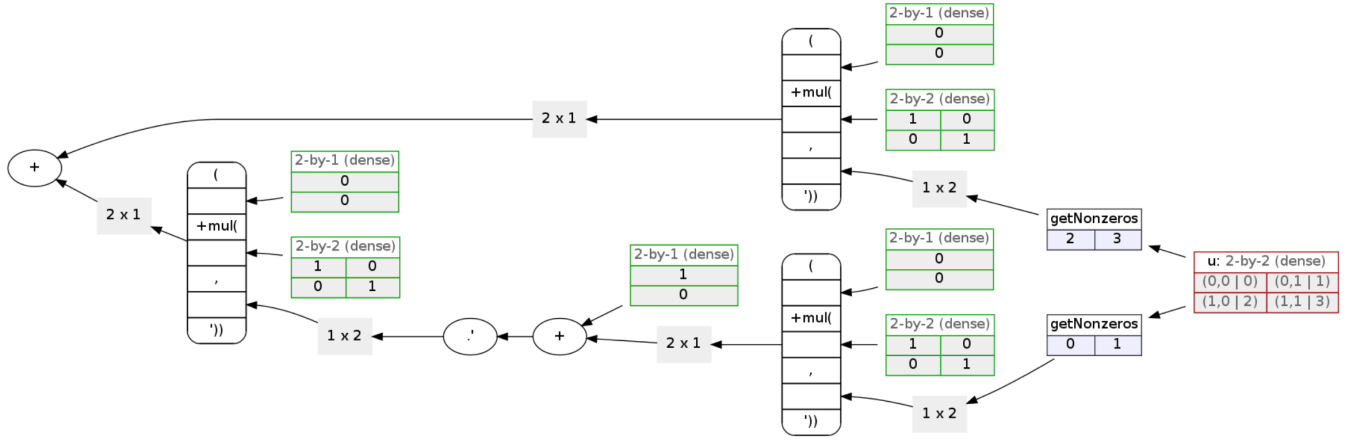 +
2 x 1
(
+mul(
,
'))
2-by-1 (dense)
0
0
2-by-2 (dense)
1 0
0 1
1 x 2
.'
+
2-by-1 (dense)
1
0
2 x 1
2 x 1
(
+mul(
,
'))
2-by-1 (dense)
0
0
2-by-2 (dense)
1 0
0 1
1 x 2
(
+mul(
,
'))
2-by-1 (dense)
0
0
2-by-2 (dense)
1 0
0 1
1 x 2
getNonzeros
2 3
getNonzeros
0 1
u: 2-by-2 (dense)
(0,0 | 0) (0,1 | 1)
(1,0 | 2) (1,1 | 3)